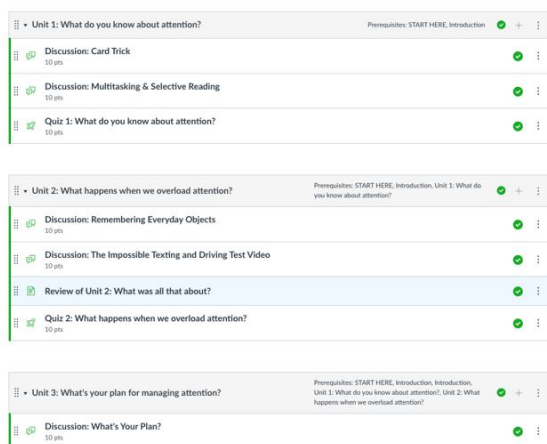 Unit 1: What do you know about attention?
Prerequisites: START HERE, Introduction
Discussion: Card Trick
10 pts
Discussion: Multitasking & Selective Reading
10 pts
Quiz 1: What do you know about attention?
10 pts
Unit 2: What happens when we overload attention?
Prerequisites: START HERE, Introduction, Unit 1: What do
you know about attention?
Discussion: Remembering Everyday Objects
10 pts
Discussion: The Impossible Texting and Driving Test Video
10 pts
Review of Unit 2: What was all that about?
Quiz 2: What happens when we overload attention?
10 pts
Unit 3: What's your plan for managing attention?
Prerequisites: START HERE, Introduction, Introduction,
Unit 1: What do you know about attention?, Unit 2: What
happens when we overload attention?
Discussion: What's Your Plan?
10 pts